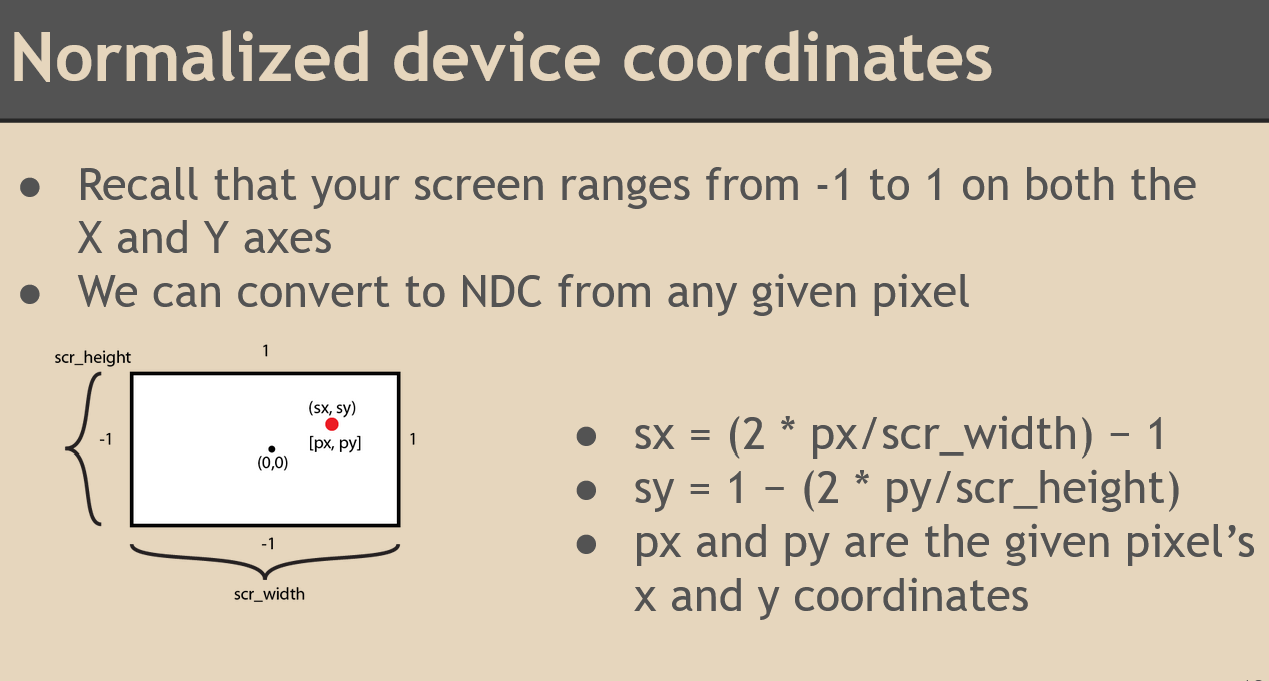 Normalized device coordinates
● Recall that your screen ranges from -1 to 1 on both the
X and Y axes
● We can convert to NDC from any given pixel
scr_height
1
-1
(sx, sy)
[px, py]
(0,0)
1
-1
scr_width
● sx = (2 * px/scr_width) − 1
● sy = 1 − (2 * py/scr_height)
● px and py are the given pixel’s
x and y coordinates